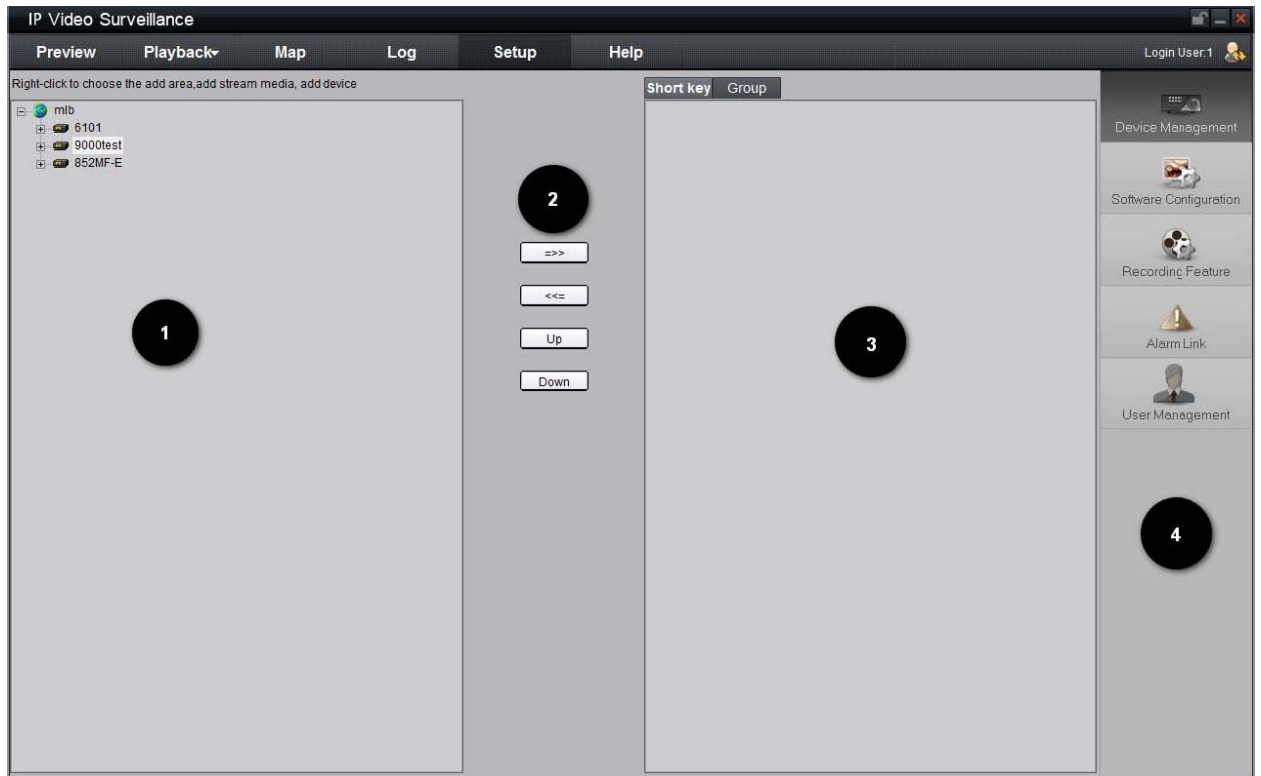 IP Video Surveillance
Preview Playback Map Log Setup Help Login User:1
Right-click to choose the add area,add stream media, add device
Short key Group
mlb
6101
9000test
852MF-E
1
2
=>>
<<=
Up
Down
3
Device Management
Software Configuration
Recording Feature
Alarm Link
User Management
4